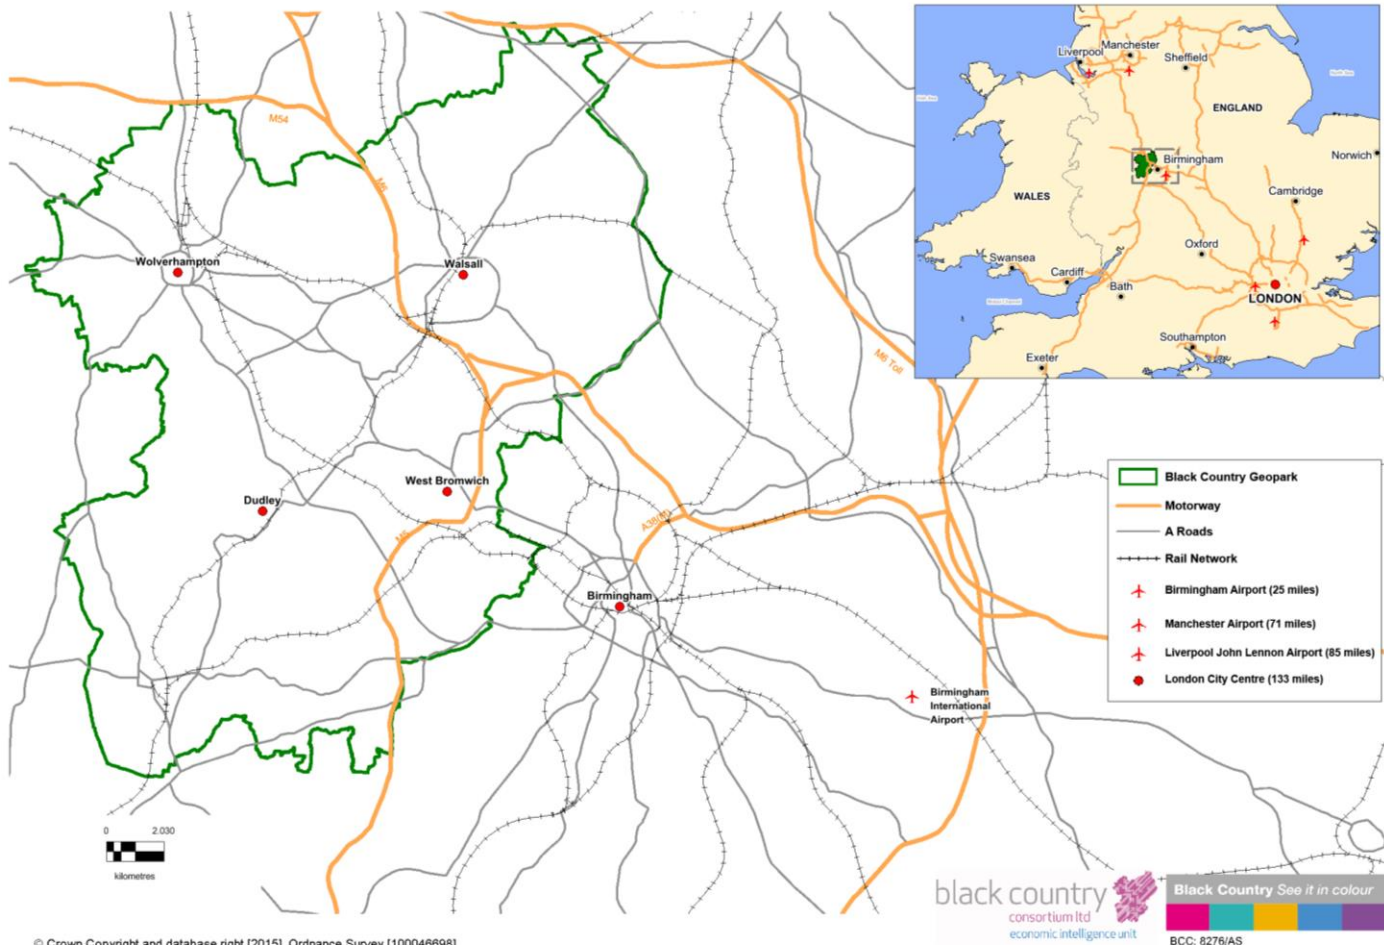 M54
M6
Wolverhampton
Walsall
M6 Toll
West Bromwich
Dudley
M5
A38(M)
Birmingham
Birmingham
International
Airport
0 2.030
kilometres
Liverpool
Manchester
Sheffield
North Sea
ENGLAND
Norwich
Birmingham
WALES
Cambridge
Oxford
Swansea
Cardiff
Bath
Bristol Channel
LONDON
Southampton
Exeter
Black Country Geopark
Motorway
A Roads
Rail Network
Birmingham Airport (25 miles)
Manchester Airport (71 miles)
Liverpool John Lennon Airport (85 miles)
London City Centre (133 miles)
black country
consortium ltd
economic intelligence unit
Black Country See it in colour
BCC: 8276/AS
© Crown Copyright and database right [2015]. Ordnance Survey [100046698]